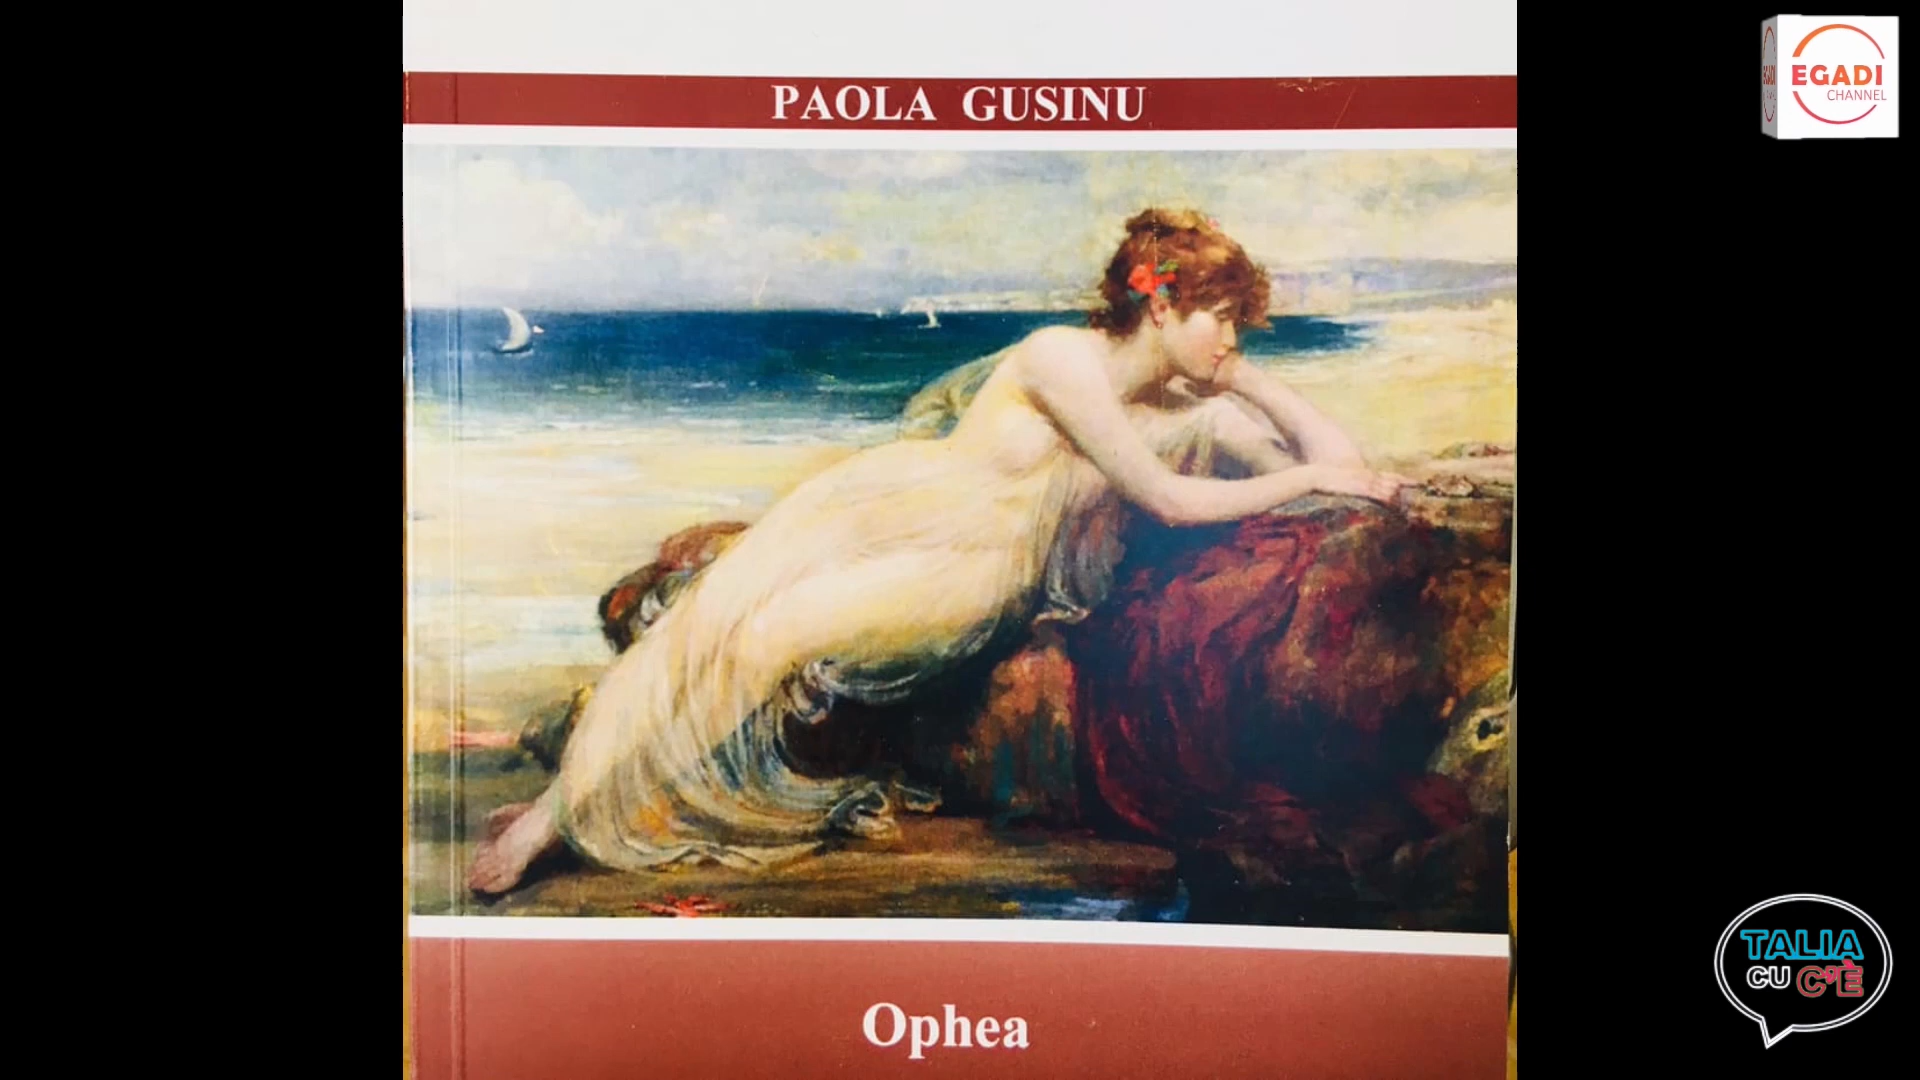 PAOLA GUSINU
EGADI
CHANNEL
Ophea
TALIA
CU C'È